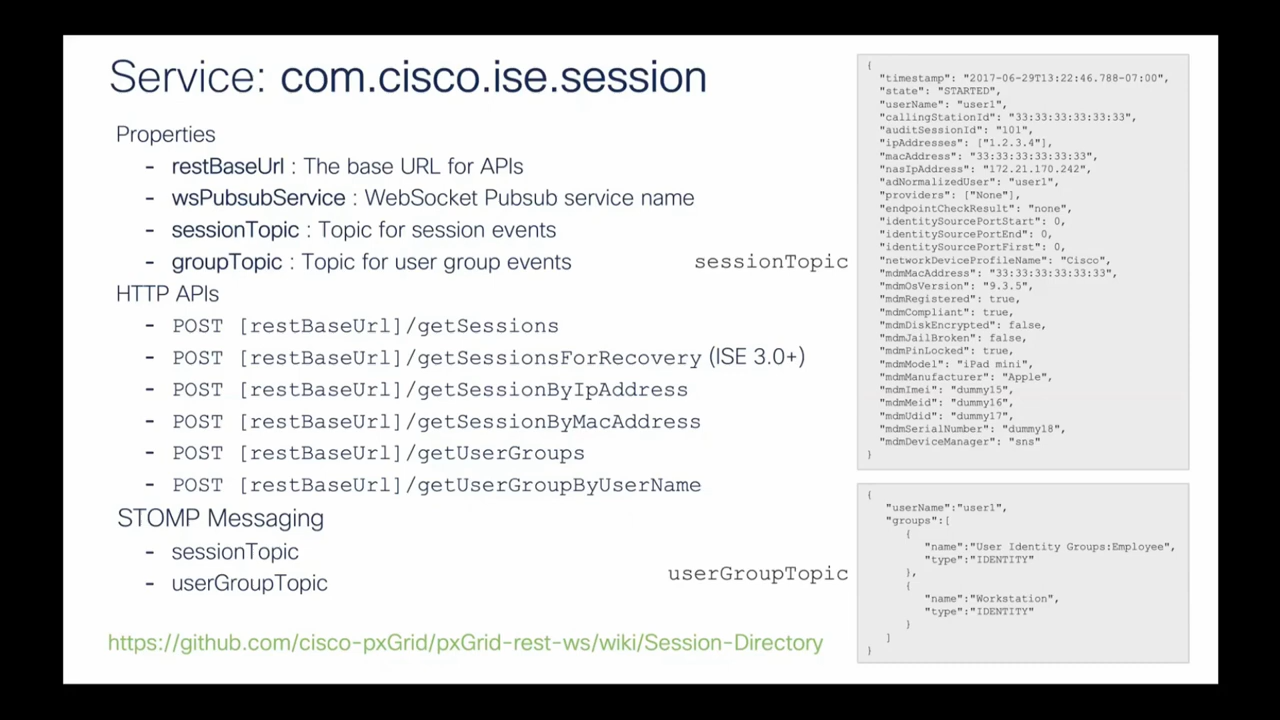 Service: com.cisco.ise.session
Properties
- restBaseUrl : The base URL for APIs
- wsPubsubService : WebSocket Pubsub service name
- sessionTopic : Topic for session events
- groupTopic : Topic for user group events
HTTP APIs
- POST [restBaseUrl]/getSessions
- POST [restBaseUrl]/getSessionsForRecovery (ISE 3.0+)
- POST [restBaseUrl]/getSessionByIpAddress
- POST [restBaseUrl]/getSessionByMacAddress
- POST [restBaseUrl]/getUserGroups
- POST [restBaseUrl]/getUserGroupByUserName
STOMP Messaging
- sessionTopic
- userGroupTopic
https://github.com/cisco-pxGrid/pxGrid-rest-ws/wiki/Session-Directory
sessionTopic
{
"timestamp": "2017-06-29T13:22:46.788-07:00",
"state": "STARTED",
"userName": "user1",
"callingStationId": "33:33:33:33:33:33",
"auditSessionId": "101",
"ipAddresses": ["1.2.3.4"],
"macAddress": "33:33:33:33:33:33",
"nasIpAddress": "172.21.170.242",
"adNormalizedUser": "user1",
"providers": ["None"],
"endpointCheckResult": "none",
"identitySourcePortStart": 0,
"identitySourcePortEnd": 0,
"identitySourcePortFirst": 0,
"networkDeviceProfileName": "Cisco",
"mdmMacAddress": "33:33:33:33:33:33",
"mdmOsVersion": "9.3.5",
"mdmRegistered": true,
"mdmCompliant": true,
"mdmDiskEncrypted": false,
"mdmJailBroken": false,
"mdmPinLocked": true,
"mdmModel": "iPad mini",
"mdmManufacturer": "Apple",
"mdmImei": "dummy15",
"mdmMeid": "dummy16",
"mdmUdid": "dummy17",
"mdmSerialNumber": "dummy18",
"mdmDeviceManager": "sns"
}
userGroupTopic
{
"userName":"user1",
"groups":[
{
"name":"User Identity Groups:Employee",
"type":"IDENTITY"
},
{
"name":"Workstation",
"type":"IDENTITY"
}
]
}